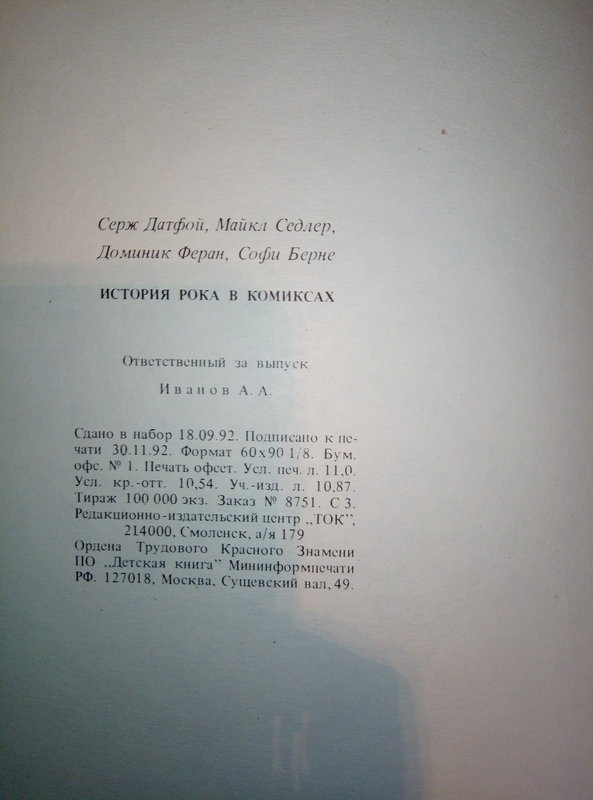 Серж Датфой, Майкл Седлер,
Доминик Феран, Софи Берне
ИСТОРИЯ РОКА В КОМИКСАХ
Ответственный за выпуск
Иванов А. А.
Сдано в набор 18.09.92. Подписано к пе-
чати 30.11.92. Формат 60х90 1/8. Бум.
офс. № 1. Печать офсет. Усл. печ. л. 11,0.
Усл. кр.-отт. 10,54. Уч.-изд. л. 10,87.
Тираж 100 000 экз. Заказ № 8751. С 3.
Редакционно-издательский центр „ТОК",
214000, Смоленск, а/я 179
Ордена Трудового Красного Знамени
ПО „Детская книга" Мининформпечати
РФ. 127018, Москва, Сущевский вал, 49.